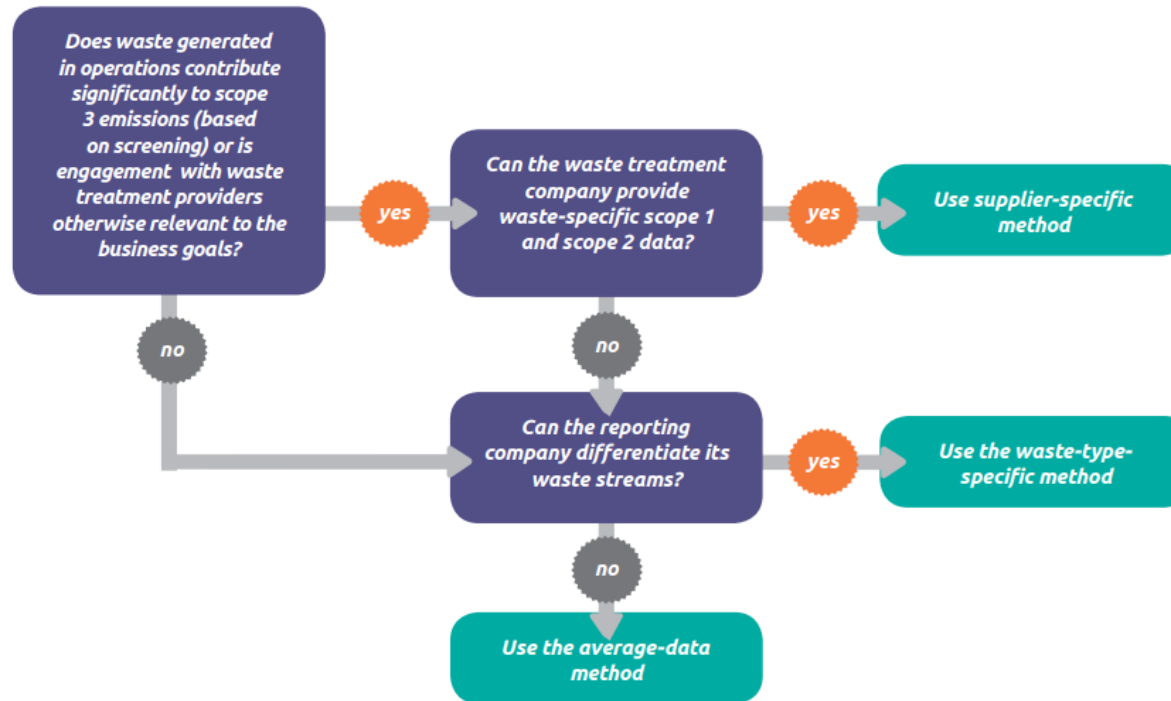 Does waste generated
in operations contribute
significantly to scope
3 emissions (based
on screening) or is
engagement with waste
treatment providers
otherwise relevant to the
business goals?
yes
Can the waste treatment
company provide
waste-specific scope 1
and scope 2 data?
yes
Use supplier-specific
method
no
no
Can the reporting
company differentiate its
waste streams?
yes
Use the waste-type-
specific method
no
Use the average-data
method